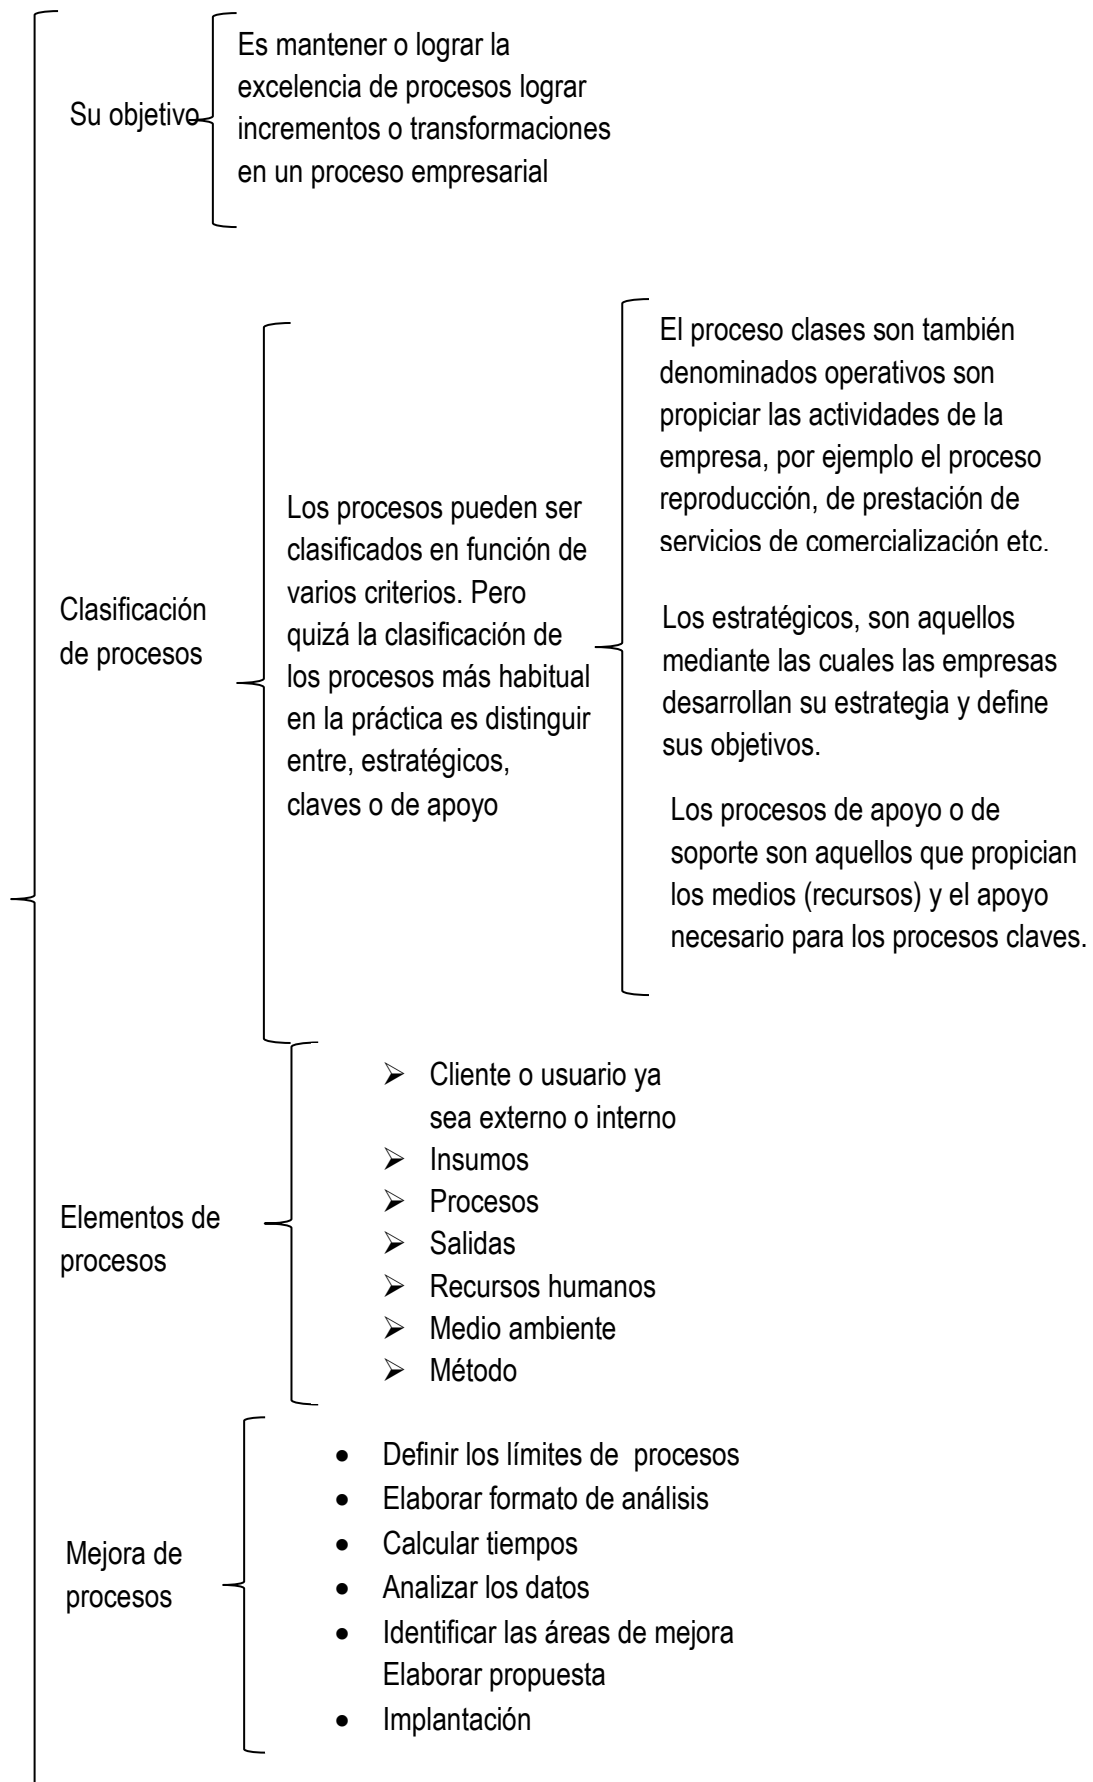 Su objetivo
Es mantener o lograr la
excelencia de procesos lograr
incrementos o transformaciones
en un proceso empresarial
Clasificación
de procesos
Los procesos pueden ser
clasificados en función de
varios criterios. Pero
quizá la clasificación de
los procesos más habitual
en la práctica es distinguir
entre, estratégicos,
claves o de apoyo
El proceso clases son también
denominados operativos son
propiciar las actividades de la
empresa, por ejemplo el proceso
reproducción, de prestación de
servicios de comercialización etc.
Los estratégicos, son aquellos
mediante las cuales las empresas
desarrollan su estrategia y define
sus objetivos.
Los procesos de apoyo o de
soporte son aquellos que propician
los medios (recursos) y el apoyo
necesario para los procesos claves.
Elementos de
procesos
➢ Cliente o usuario ya
sea externo o interno
➢ Insumos
➢ Procesos
➢ Salidas
➢ Recursos humanos
➢ Medio ambiente
➢ Método
Mejora de
procesos
• Definir los límites de  procesos
• Elaborar formato de análisis
• Calcular tiempos
• Analizar los datos
• Identificar las áreas de mejora
Elaborar propuesta
• Implantación